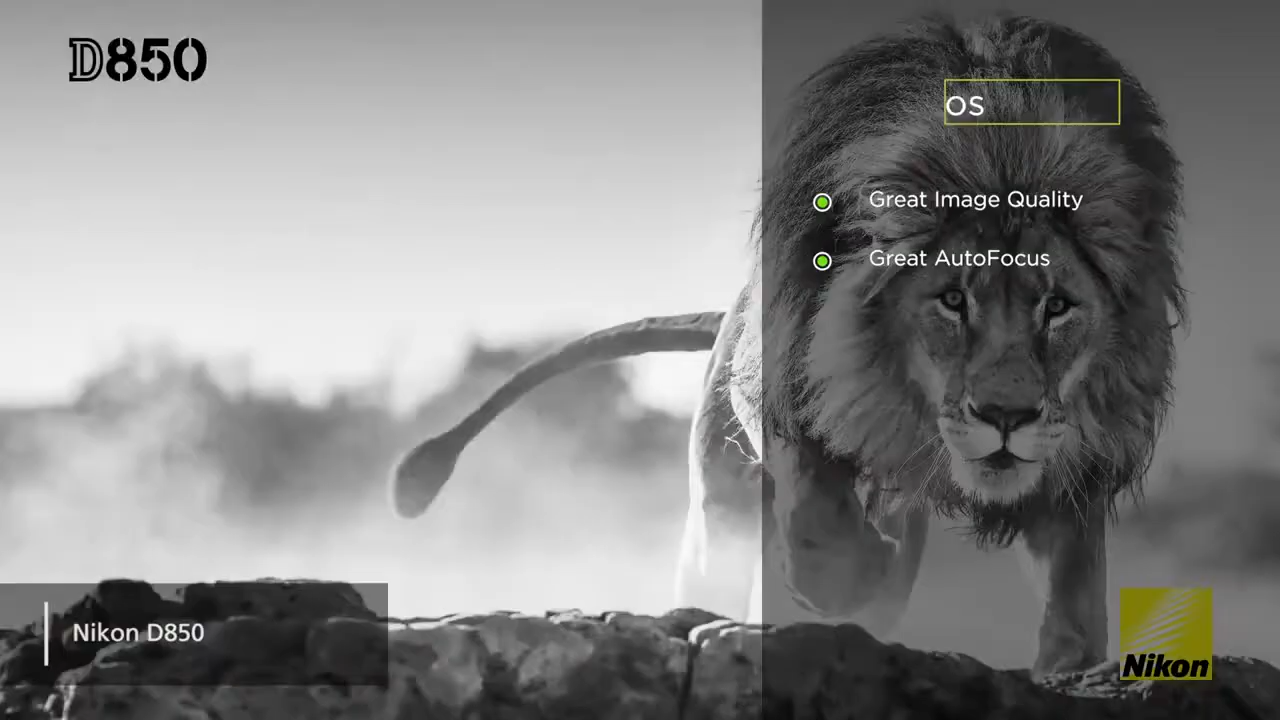 D850
OS
Great Image Quality
Great AutoFocus
Nikon D850
Nikon